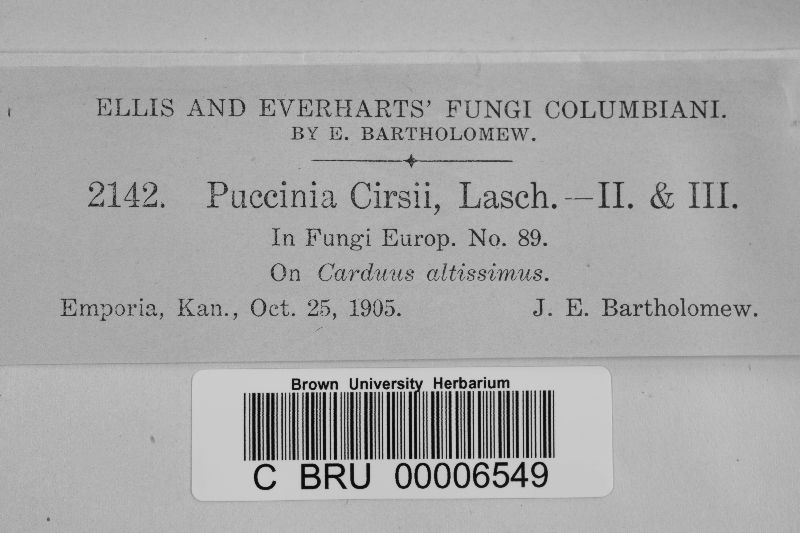 ELLIS AND EVERHARTS' FUNGI COLUMBIANI.
BY E. BARTHOLOMEW.
2142. Puccinia Cirsii, Lasch.—II. & III.
In Fungi Europ. No. 89.
On Carduus altissimus.
Emporia, Kan., Oct. 25, 1905. J. E. Bartholomew.
Brown University Herbarium
C BRU 00006549